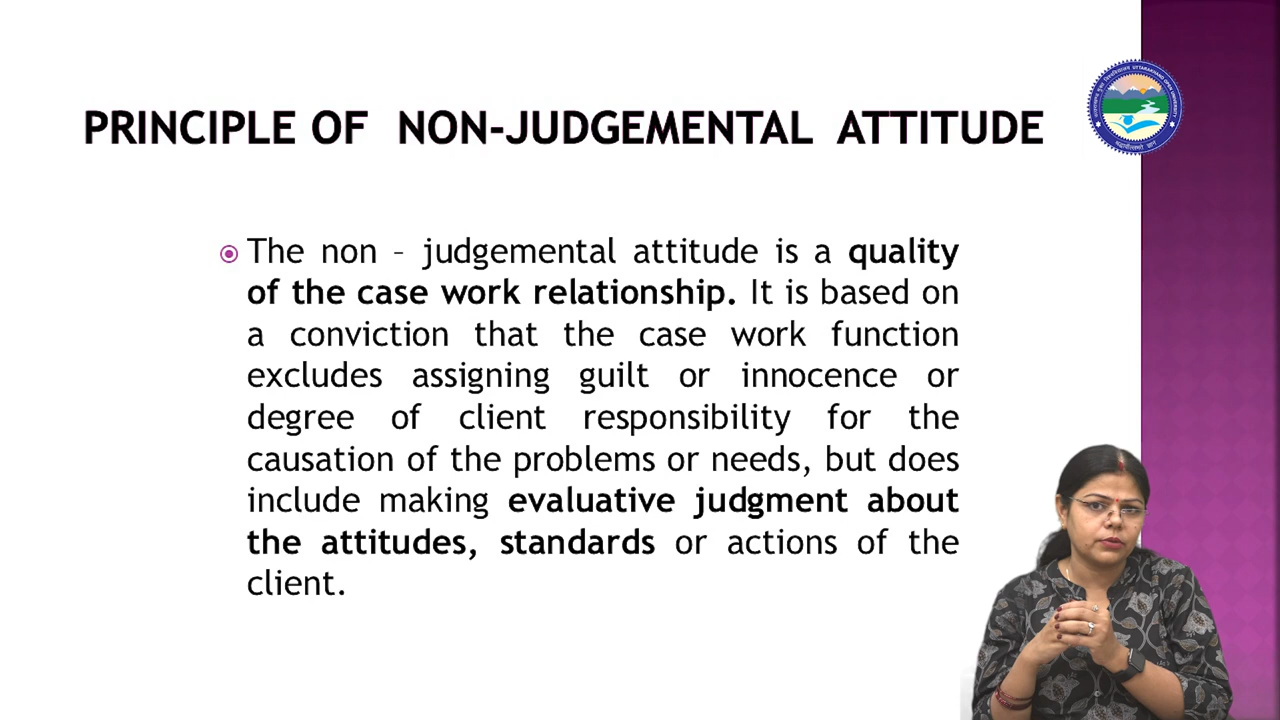 PRINCIPLE OF NON-JUDGEMENTAL ATTITUDE
UTTARAKHAND OPEN UNIVERSITY
The non – judgemental attitude is a quality
of the case work relationship. It is based on
a conviction that the case work function
excludes assigning guilt or innocence or
degree of client responsibility for the
causation of the problems or needs, but does
include making evaluative judgment about
the attitudes, standards or actions of the
client.